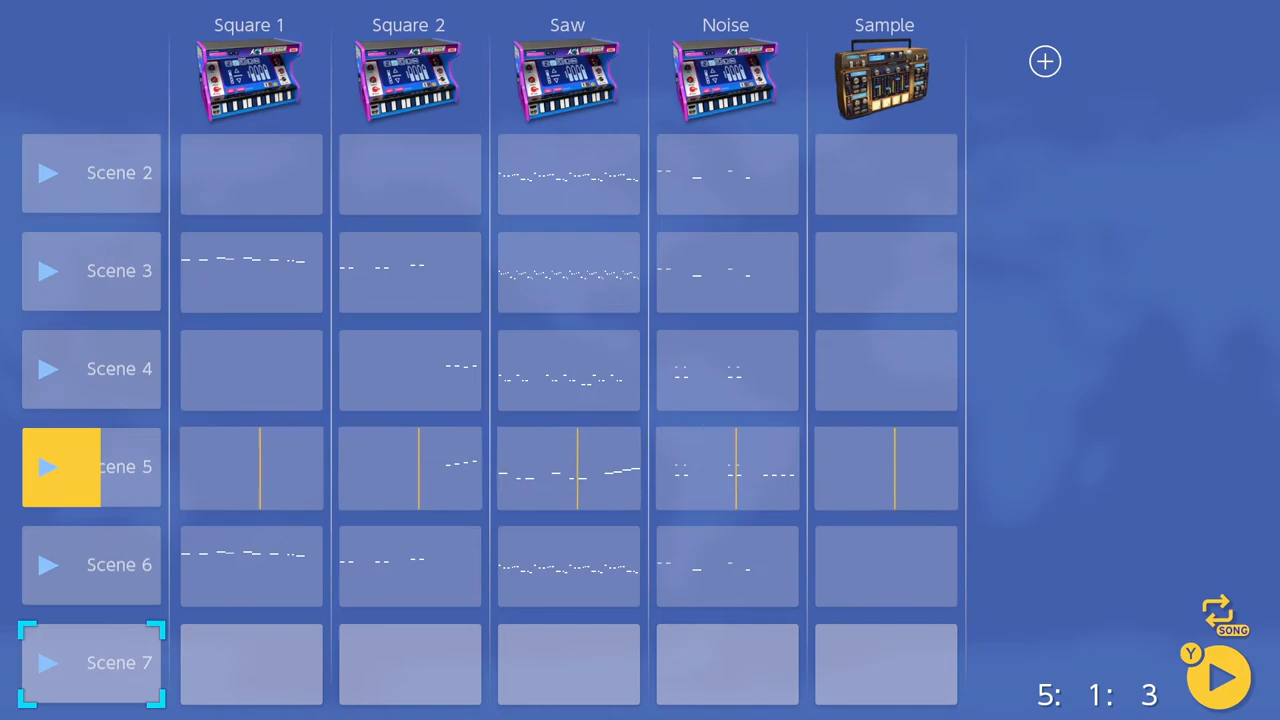 Square 1
Square 2
Saw
Noise
Sample
Scene 2
Scene 3
Scene 4
cene 5
Scene 6
Scene 7
SONG
Y
5: 1: 3